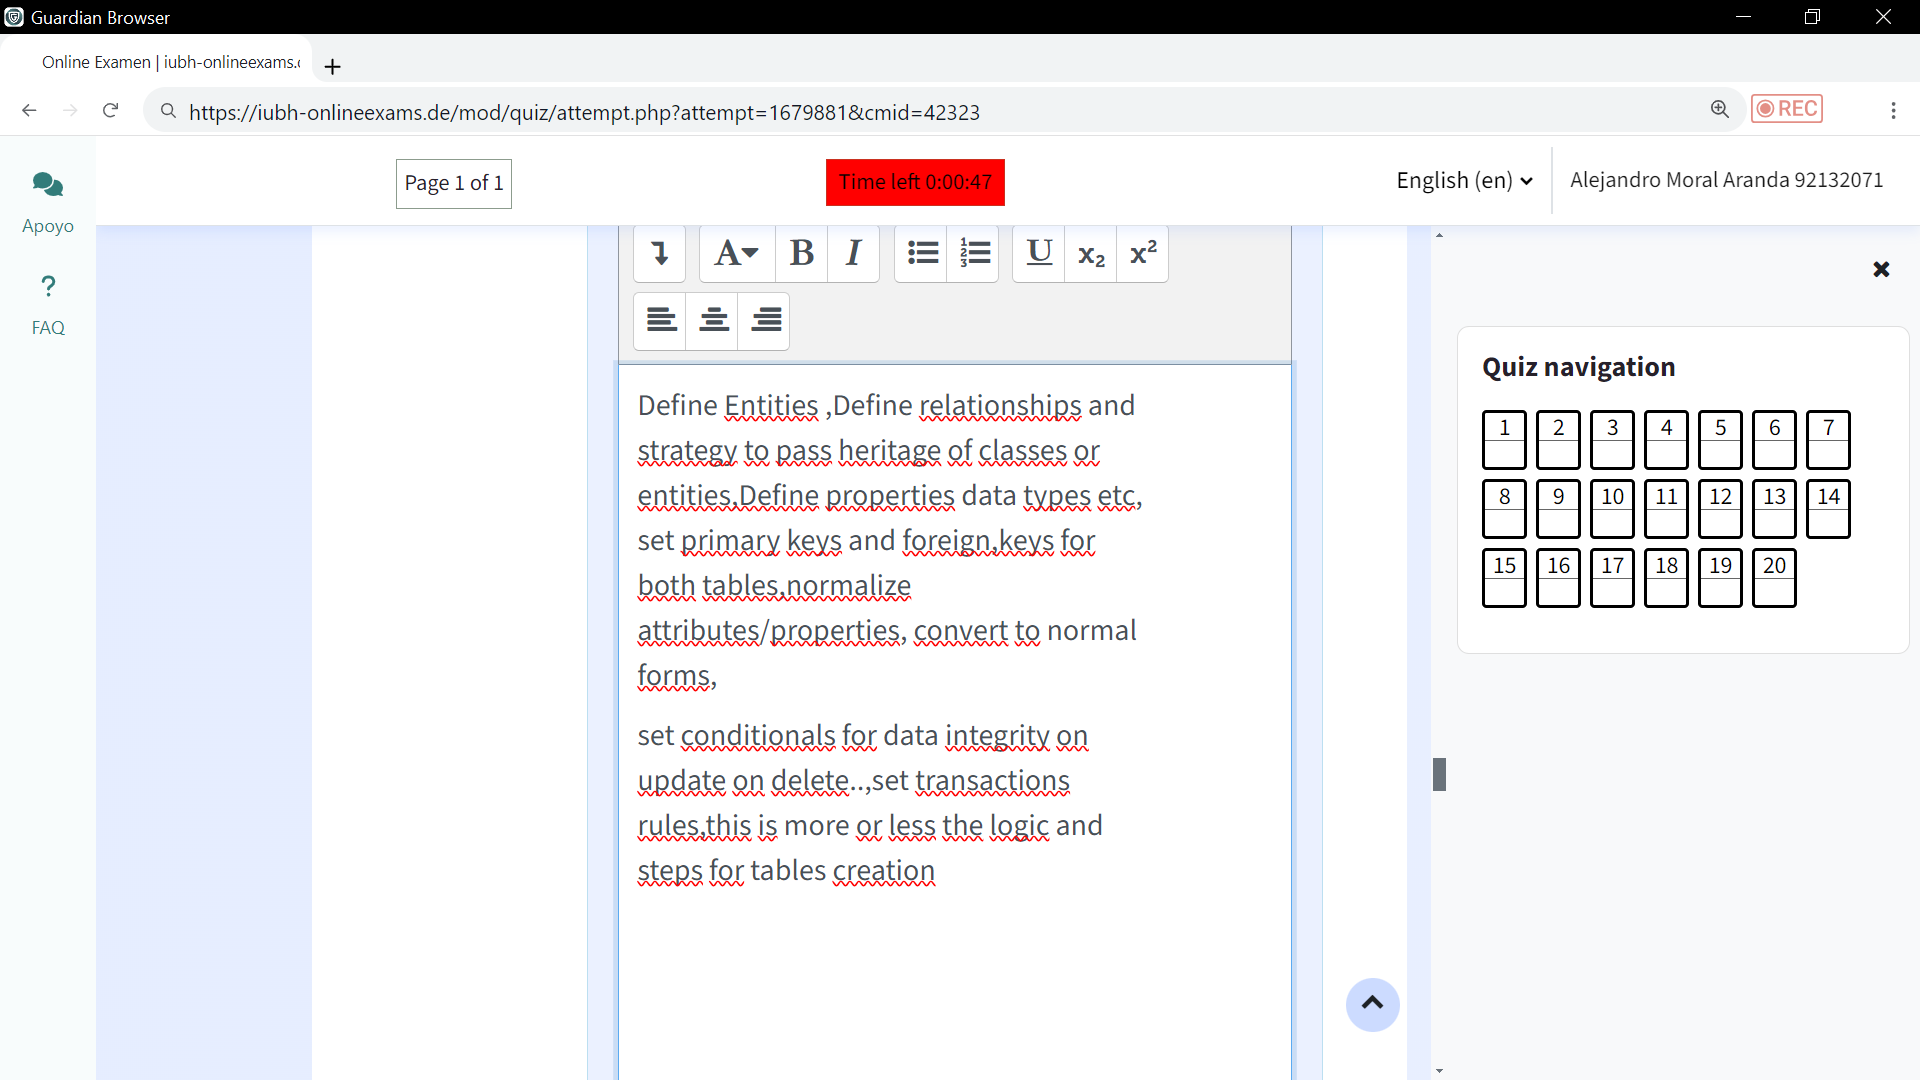 Guardian Browser
Online Examen | iubh-onlineexams.
https://iubh-onlineexams.de/mod/quiz/attempt.php?attempt=1679881&cmid=42323
REC
Page 1 of 1
Time left 0:00:47
English (en)
Alejandro Moral Aranda 92132071
Apoyo
?
FAQ
A B I U x₂ x²
Define Entities ,Define relationships and
strategy to pass heritage of classes or
entities,Define properties data types etc,
set primary keys and foreign,keys for
both tables,normalize
attributes/properties, convert to normal
forms,
set conditionals for data integrity on
update on delete..,set transactions
rules,this is more or less the logic and
steps for tables creation
Quiz navigation
1 2 3 4 5 6 7
8 9 10 11 12 13 14
15 16 17 18 19 20